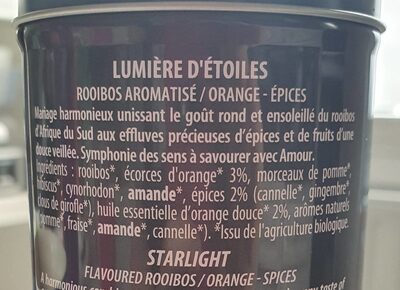 LUMIÈRE D'ÉTOILES
ROOIBOS AROMATISÉ / ORANGE - ÉPICES
Mariage harmonieux unissant le goût rond et ensoleillé du rooibos
d'Afrique du Sud aux effluves précieuses d'épices et de fruits d'une
douce veillée. Symphonie des sens à savourer avec Amour.
Ingrédients : rooibos*, écorces d'orange* 3%, morceaux de pomme*,
hibiscus*, cynorhodon*, amande*, épices 2% (cannelle*, gingembre*,
clous de girofle*), huile essentielle d'orange douce* 2%, arômes naturels
(pomme*, fraise*, amande*, cannelle*). *Issu de l'agriculture biologique.
STARLIGHT
FLAVOURED ROOIBOS / ORANGE - SPICES
A harmonious taste of